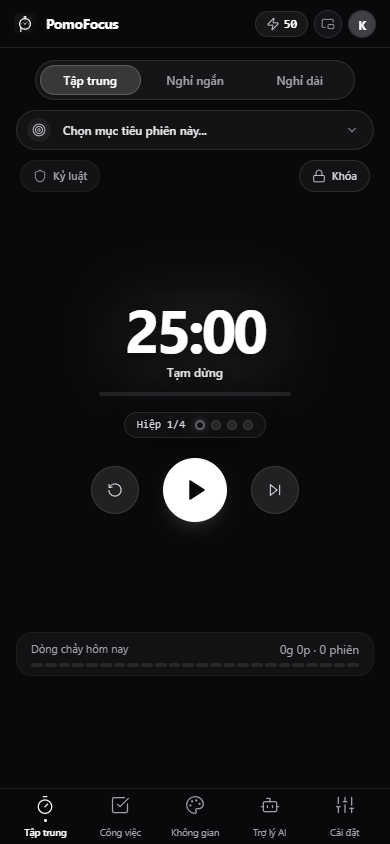 PomoFocus
50
K
Tập trung
Nghỉ ngắn
Nghỉ dài
Chọn mục tiêu phiên này...
Kỷ luật
Khóa
25:00
Tạm dừng
Hiệp 1/4
Dòng chảy hôm nay
0g 0p · 0 phiên
Tập trung
Công việc
Không gian
Trợ lý AI
Cài đặt